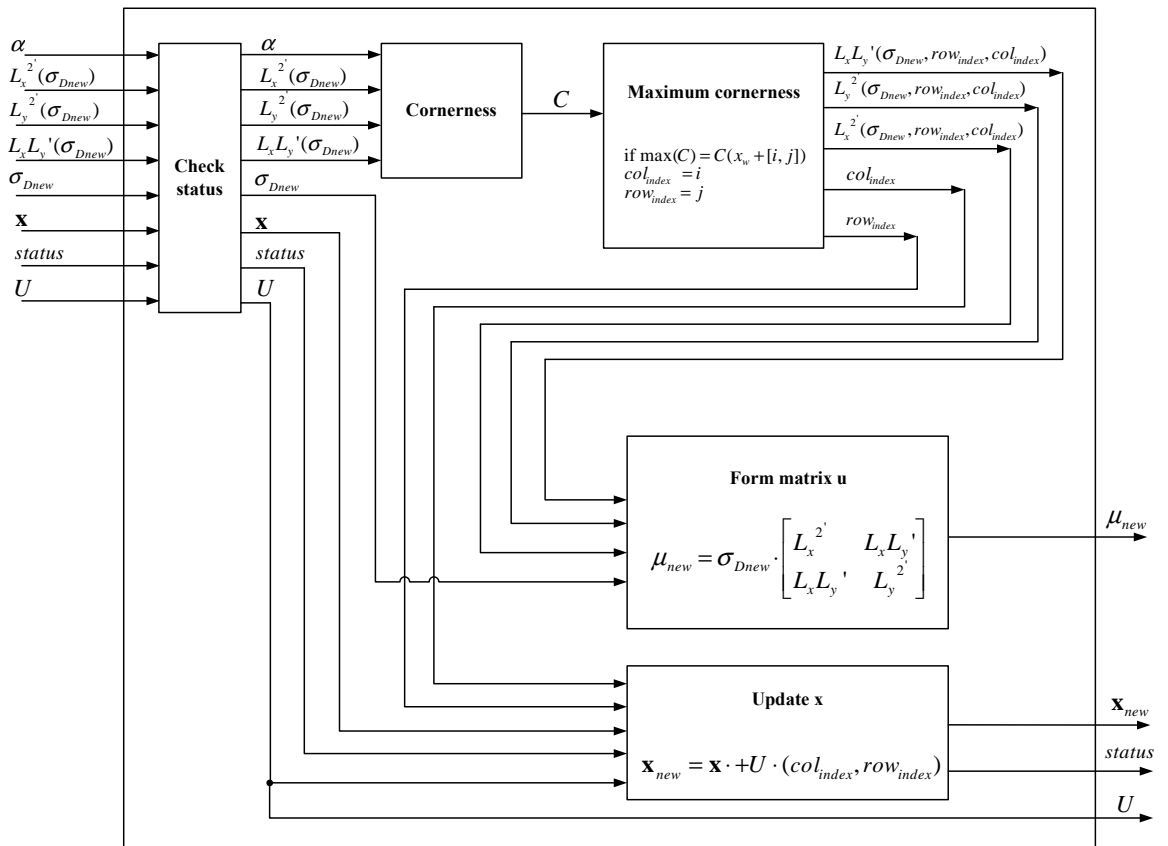 α
L_x^2'(σ_Dnew)
L_y^2'(σ_Dnew)
L_xL_y'(σ_Dnew)
σ_Dnew
x
status
U
Check
status
α
L_x^2'(σ_Dnew)
L_y^2'(σ_Dnew)
L_xL_y'(σ_Dnew)
σ_Dnew
x
status
U
Cornerness
C
Maximum cornerness
if max(C) = C(x_w + [i, j])
col_index = i
row_index = j
L_xL_y'(σ_Dnew, row_index, col_index)
L_y^2'(σ_Dnew, row_index, col_index)
L_x^2'(σ_Dnew, row_index, col_index)
col_index
row_index
Form matrix u
μ_new = σ_Dnew · [L_x^2' L_xL_y'
L_xL_y' L_y^2']
μ_new
Update x
x_new = x · +U · (col_index, row_index)
x_new
status
U